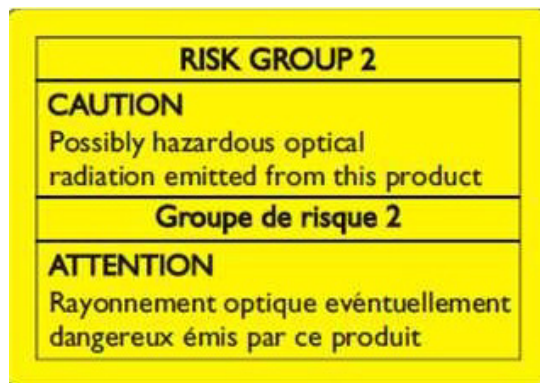 RISK GROUP 2
CAUTION
Possibly hazardous optical
radiation emitted from this product
Groupe de risque 2
ATTENTION
Rayonnement optique evéntuellement
dangereux émis par ce produit